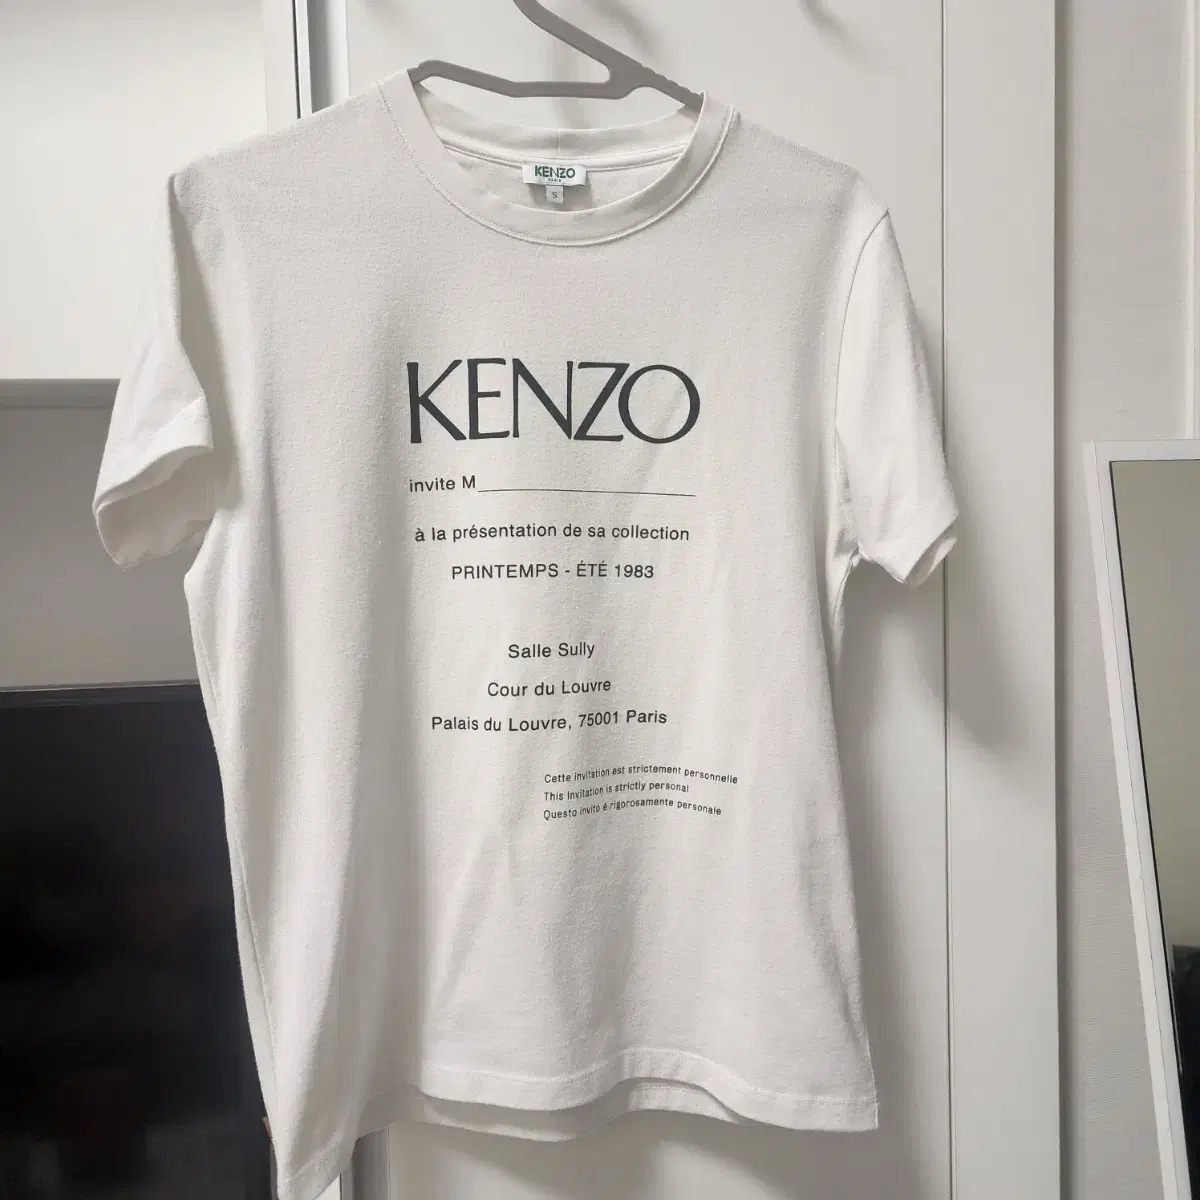 KENZO
PARIS
S
KENZO
invite M
à la présentation de sa collection
PRINTEMPS - ÉTÉ 1983
Salle Sully
Cour du Louvre
Palais du Louvre, 75001 Paris
Cette invitation est strictement personnelle
This invitation is strictly personal
Questo invito é rigorosamente personale